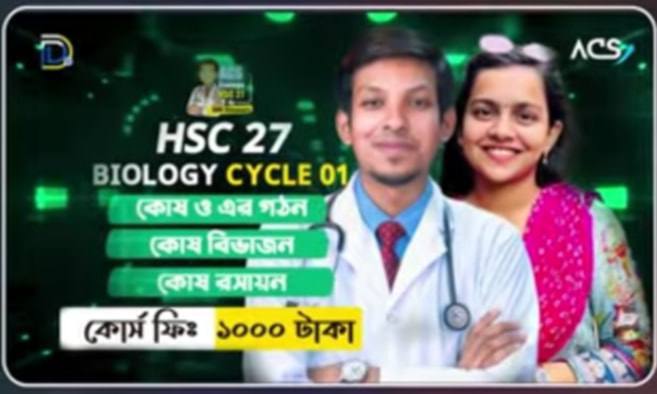 ACS
HSC 27
BIOLOGY CYCLE 01
কোষ ও এর গঠন
কোষ বিভাজন
কোষ রসায়ন
কোর্স ফিঃ ১০০০ টাকা